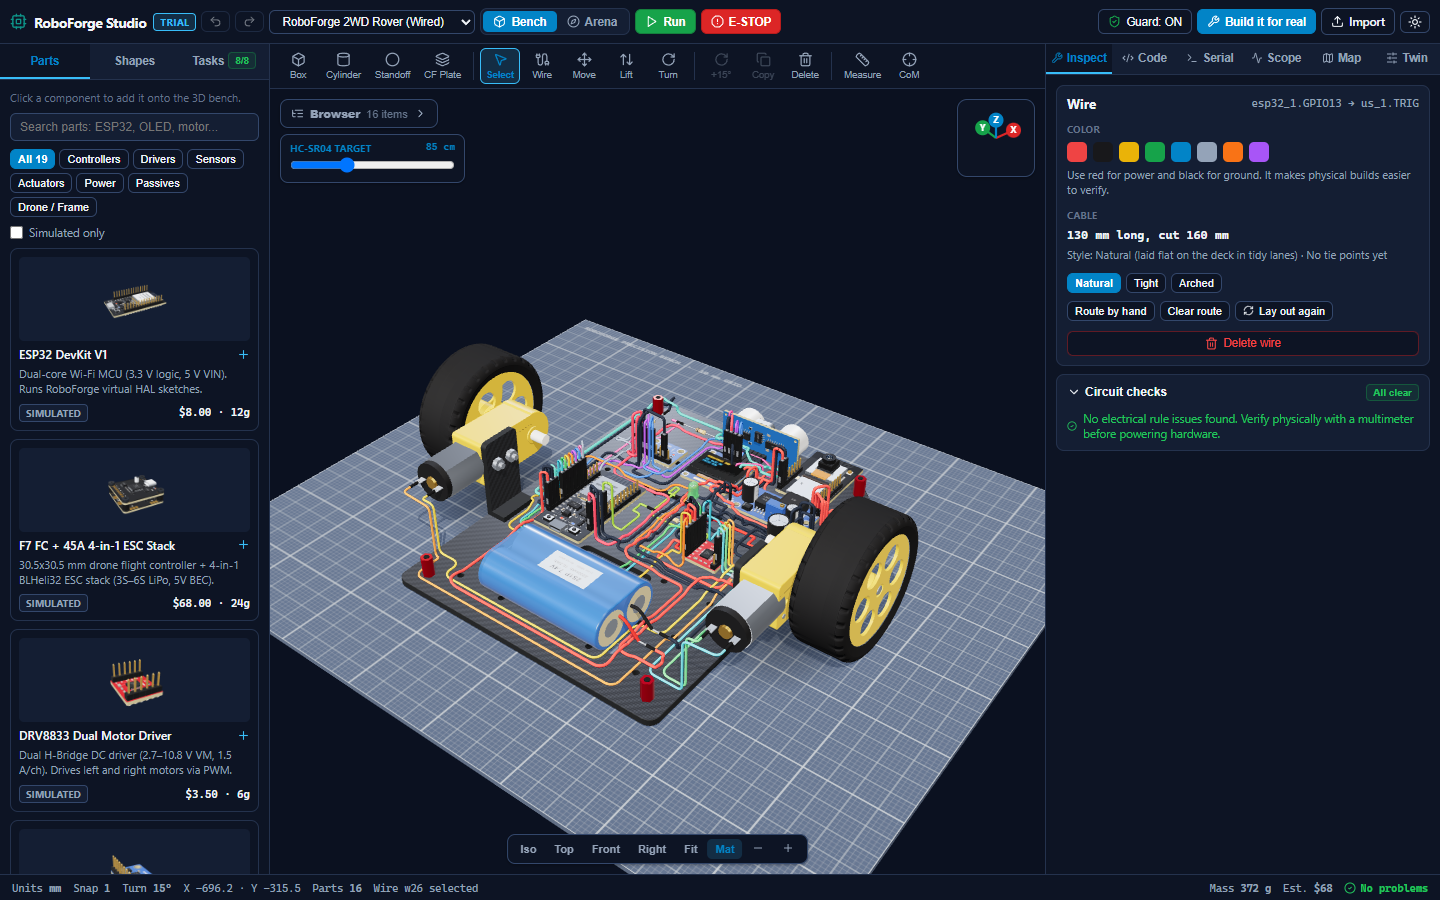 RoboForge Studio TRIAL
RoboForge 2WD Rover (Wired)
Bench
Arena
Run
E-STOP
Guard: ON
Build it for real
Import
Parts
Shapes
Tasks 8/8
Box
Cylinder
Standoff
CF Plate
Select
Wire
Move
Lift
Turn
+15°
Copy
Delete
Measure
CoM
Inspect
Code
Serial
Scope
Map
Twin
Click a component to add it onto the 3D bench.
Search parts: ESP32, OLED, motor...
All 19
Controllers
Drivers
Sensors
Actuators
Power
Passives
Drone / Frame
Simulated only
ESP32 DevKit V1 +
Dual-core Wi-Fi MCU (3.3 V logic, 5 V VIN).
Runs RoboForge virtual HAL sketches.
SIMULATED $8.00 · 12g
F7 FC + 45A 4-in-1 ESC Stack +
30.5x30.5 mm drone flight controller + 4-in-1
BLHeli32 ESC stack (3S–6S LiPo, 5V BEC).
SIMULATED $68.00 · 24g
DRV8833 Dual Motor Driver +
Dual H-Bridge DC driver (2.7–10.8 V VM, 1.5
A/ch). Drives left and right motors via PWM.
SIMULATED $3.50 · 6g
Browser 16 items
HC-SR04 TARGET 85 cm
Z
Y
X
Iso
Top
Front
Right
Fit
Mat
−
+
Wire esp32_1.GPIO13 → us_1.TRIG
COLOR
Use red for power and black for ground. It makes physical builds easier
to verify.
CABLE
130 mm long, cut 160 mm
Style: Natural (laid flat on the deck in tidy lanes) · No tie points yet
Natural
Tight
Arched
Route by hand
Clear route
Lay out again
Delete wire
Circuit checks All clear
No electrical rule issues found. Verify physically with a multimeter
before powering hardware.
Units mm Snap 1 Turn 15° X -696.2 · Y -315.5 Parts 16 Wire w26 selected
Mass 372 g Est. $68 No problems